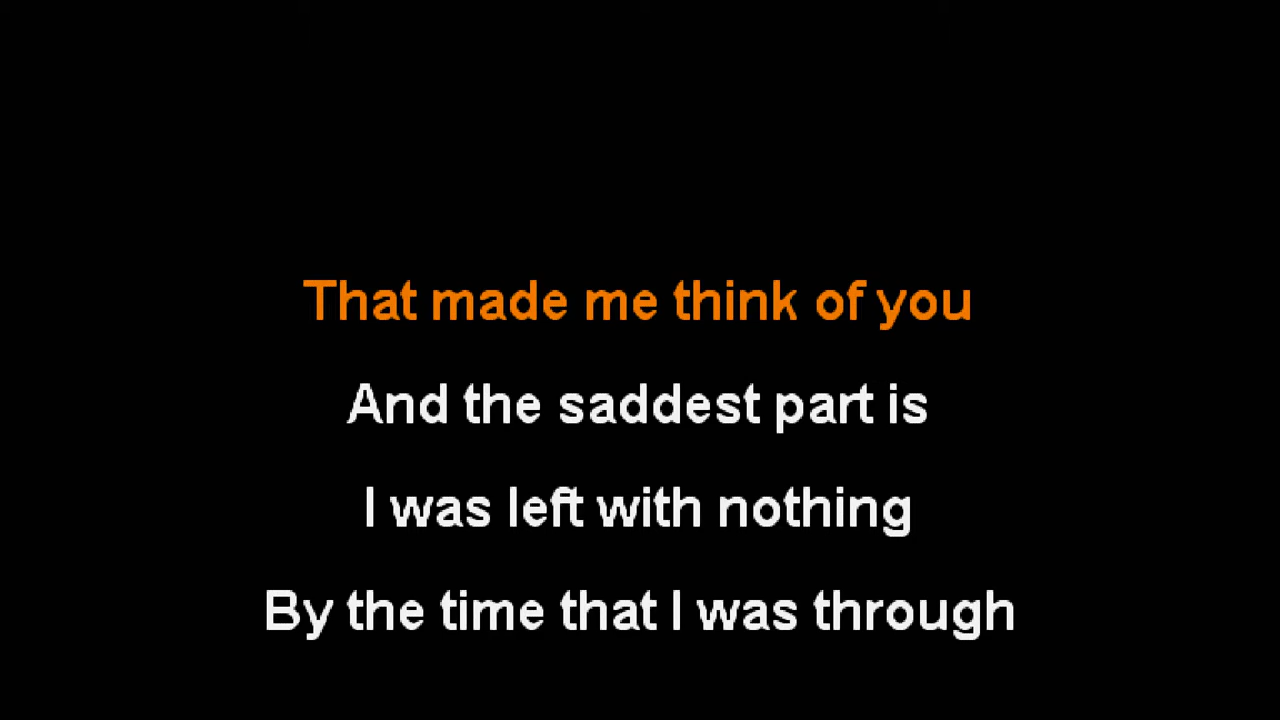 That made me think of you
And the saddest part is
I was left with nothing
By the time that I was through